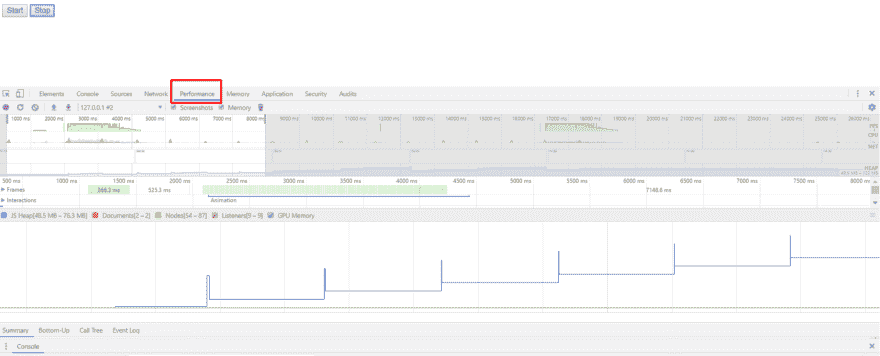 Start Stop
Elements Console Sources Network Performance Memory Application Security Audits
127.0.0.1 #2 Screenshots Memory
1000 ms 2000 ms 3000 ms 4000 ms 5000 ms 6000 ms 7000 ms 8000 ms 9000 ms 10000 ms 11000 ms 12000 ms 13000 ms 14000 ms 15000 ms 16000 ms 17000 ms 18000 ms 19000 ms 20000 ms 21000 ms 22000 ms 23000 ms 24000 ms 25000 ms 26000 ms
FPS
CPU
NET
HEAP
500 ms 1000 ms 1500 ms 2000 ms 2500 ms 3000 ms 3500 ms 4000 ms 4500 ms 5000 ms 5500 ms 6000 ms 6500 ms 7000 ms 7500 ms 8000 ms
Frames 525.3 ms 7148.8 ms
Interactions Animation
JS Heap[48.5 MB – 76.3 MB] Documents[2 – 2] Nodes[54 – 87] Listeners[9 – 9] GPU Memory
Summary Bottom-Up Call Tree Event Log
Console